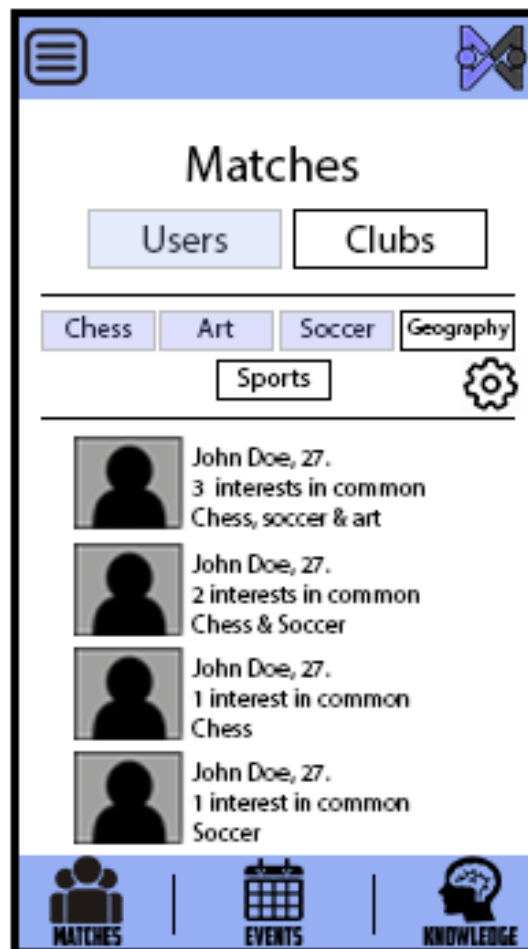 Matches
Users Clubs
Chess Art Soccer Geography
Sports
John Doe, 27.
3 interests in common
Chess, soccer & art
John Doe, 27.
2 interests in common
Chess & Soccer
John Doe, 27.
1 interest in common
Chess
John Doe, 27.
1 interest in common
Soccer
MATCHES EVENTS KNOWLEDGE